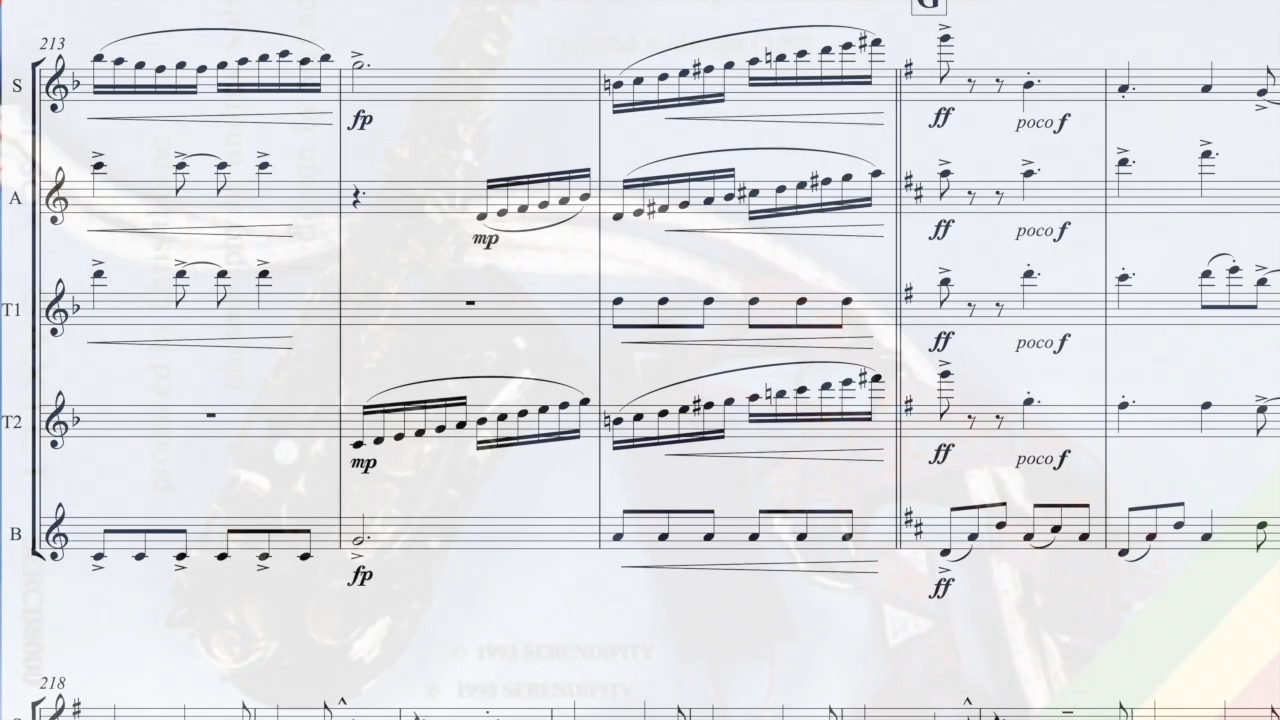 G
213
S
fp
ff
poco f
A
mp
ff
poco f
T1
ff
poco f
T2
mp
ff
poco f
B
fp
ff
© 1993 SERENDIPITY
© 1993 SERENDIPITY
218